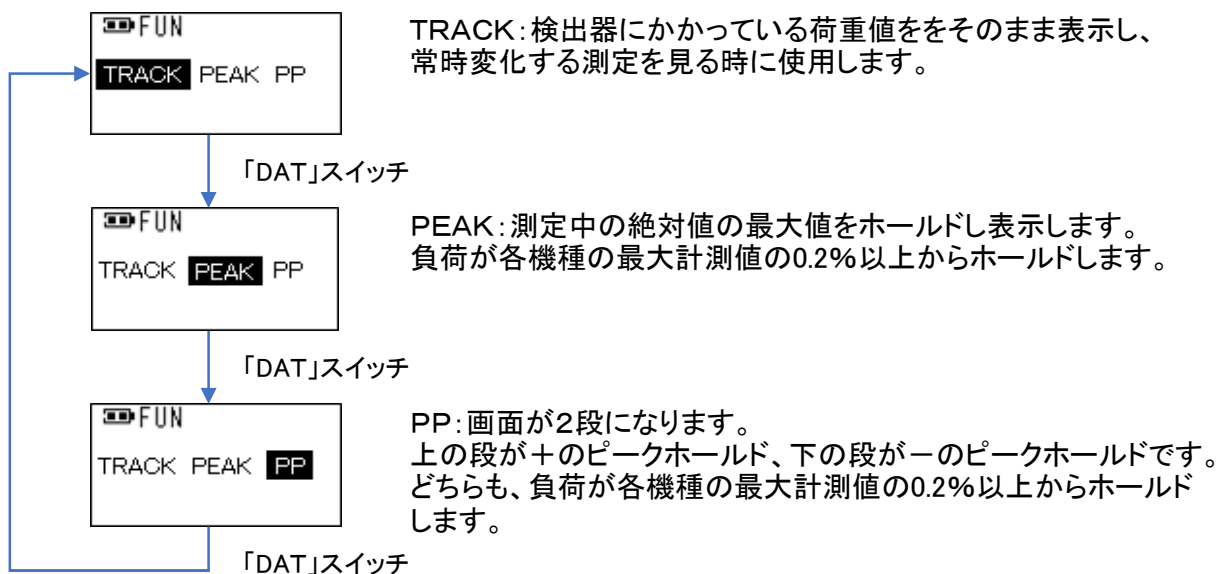 FUN
TRACK PEAK PP
TRACK:検出器にかかっている荷重値ををそのまま表示し、
常時変化する測定を見る時に使用します。
「DAT」スイッチ
FUN
TRACK PEAK PP
PEAK:測定中の絶対値の最大値をホールドし表示します。
負荷が各機種の最大計測値の0.2%以上からホールドします。
「DAT」スイッチ
FUN
TRACK PEAK PP
PP:画面が2段になります。
上の段が+のピークホールド、下の段が-のピークホールドです。
どちらも、負荷が各機種の最大計測値の0.2%以上からホールド
します。
「DAT」スイッチ